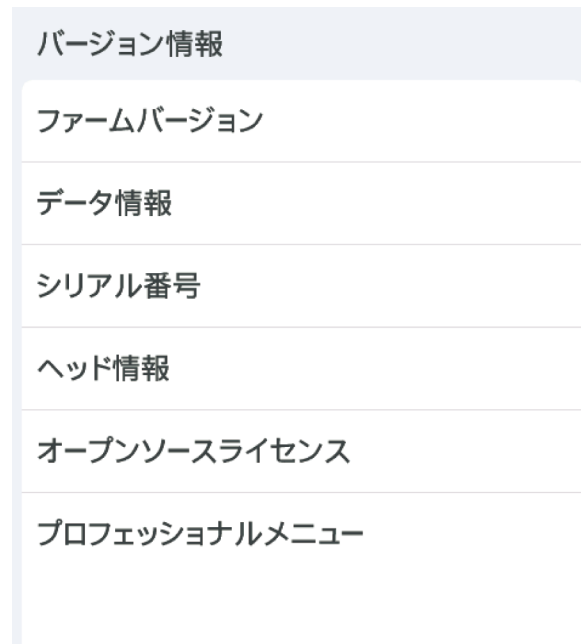 バージョン情報
ファームバージョン
データ情報
シリアル番号
ヘッド情報
オープンソースライセンス
プロフェッショナルメニュー